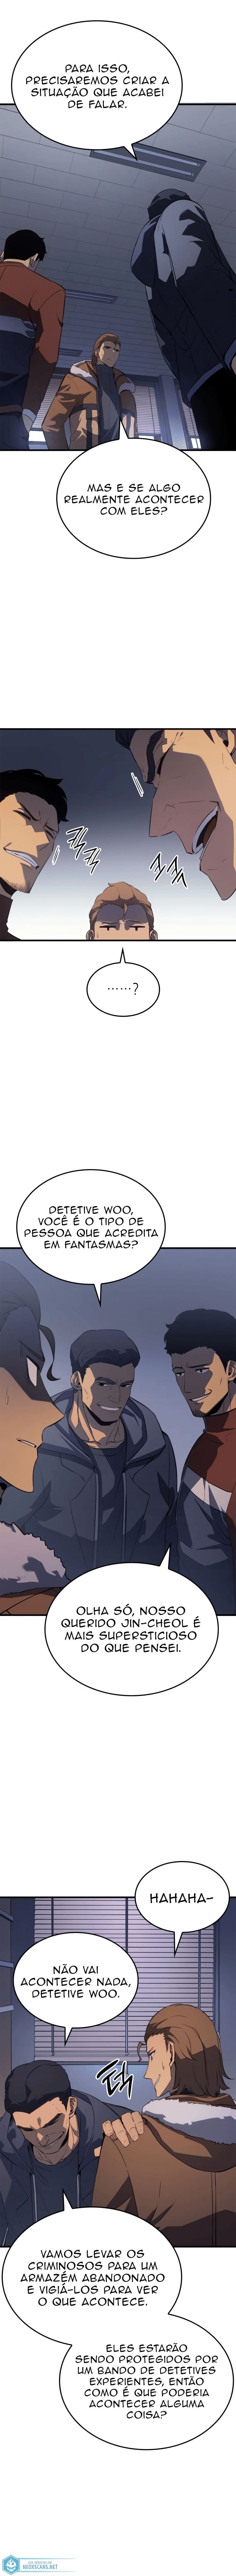 PARA ISSO,
PRECISAREMOS CRIAR A
SITUAÇÃO QUE ACABEI
DE FALAR.
MAS E SE ALGO
REALMENTE ACONTECER
COM ELES?
ㅋㅋㅋ
ㅋㅋㅋ
......?
DETETIVE WOO,
VOCÊ É O TIPO DE
PESSOA QUE ACREDITA
EM FANTASMAS?
OLHA SÓ, NOSSO
QUERIDO JIN-CHEOL É
MAIS SUPERSTICIOSO
DO QUE PENSEI.
HAHAHA~
NÃO VAI
ACONTECER NADA,
DETETIVE WOO.
VAMOS LEVAR OS
CRIMINOSOS PARA UM
ARMAZÉM ABANDONADO
E VIGIÁ-LOS PARA VER
O QUE ACONTECE.
ELES ESTARÃO
SENDO PROTEGIDOS POR
UM BANDO DE DETETIVES
EXPERIENTES, ENTÃO
COMO É QUE PODERIA
ACONTECER ALGUMA
COISA?